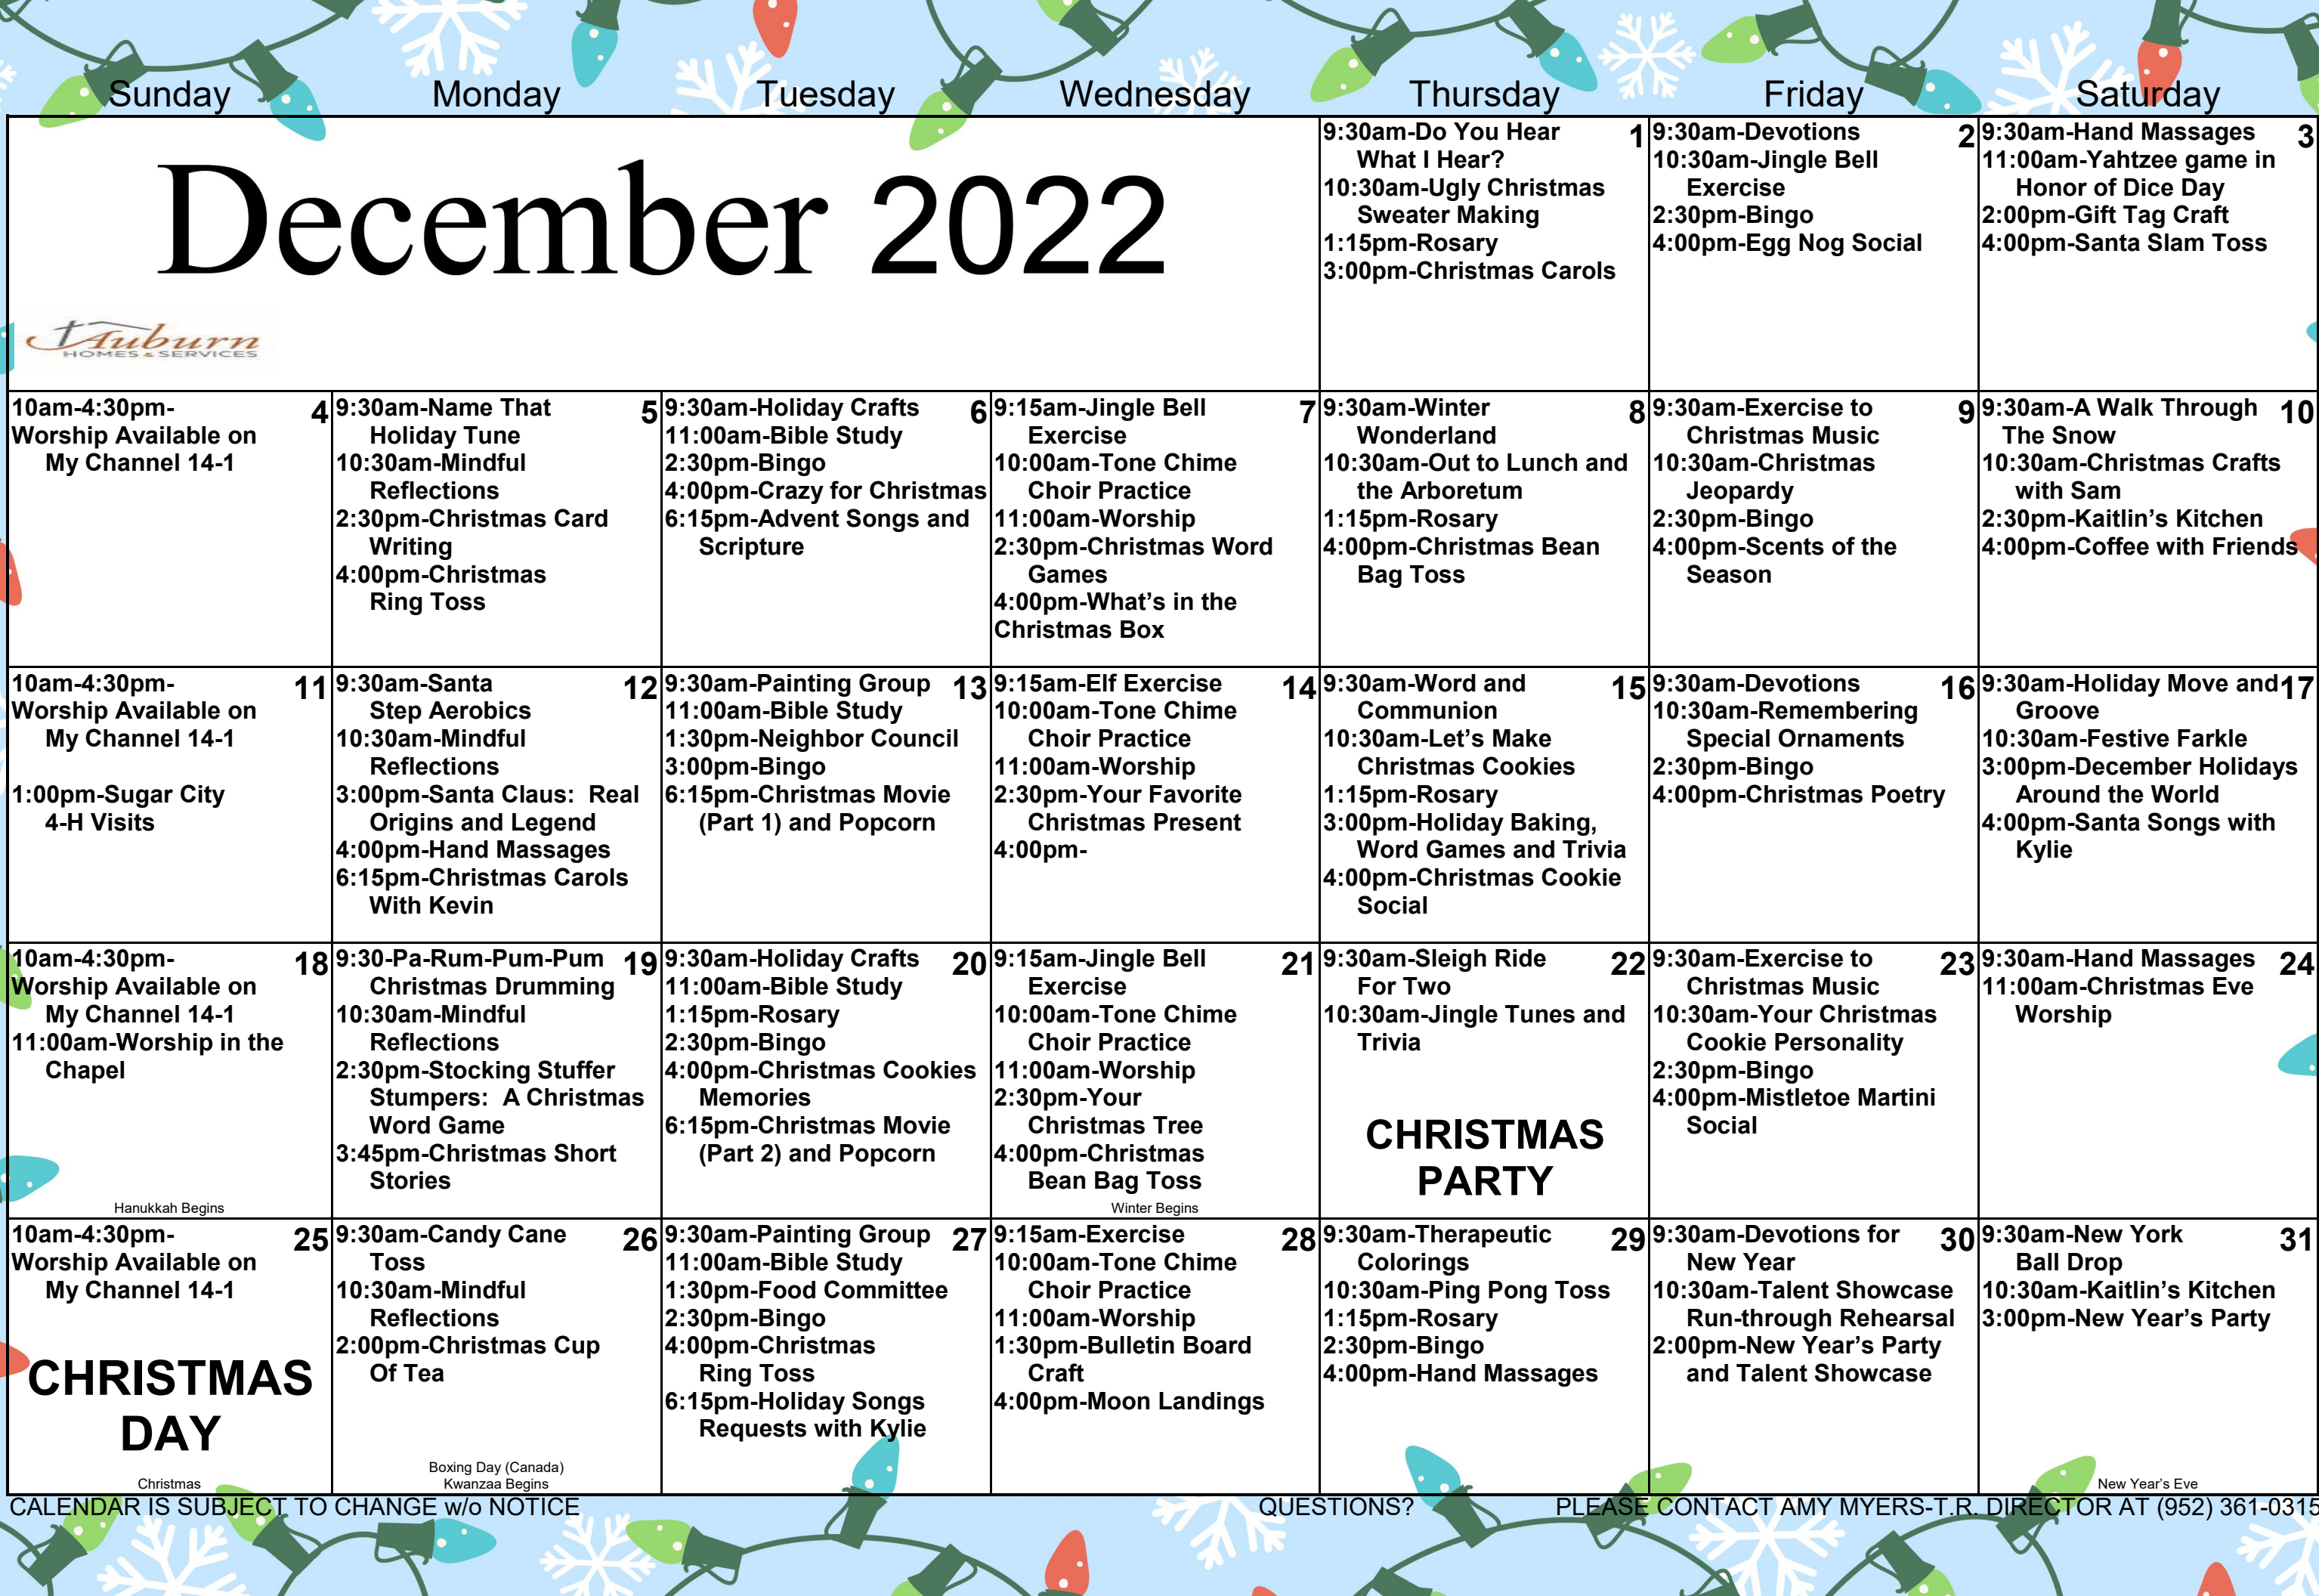 Sunday Monday Tuesday Wednesday Thursday Friday Saturday
December 2022
Auburn
HOMES & SERVICES
1
9:30am-Do You Hear
What I Hear?
10:30am-Ugly Christmas
Sweater Making
1:15pm-Rosary
3:00pm-Christmas Carols
2
9:30am-Devotions
10:30am-Jingle Bell
Exercise
2:30pm-Bingo
4:00pm-Egg Nog Social
3
9:30am-Hand Massages
11:00am-Yahtzee game in
Honor of Dice Day
2:00pm-Gift Tag Craft
4:00pm-Santa Slam Toss
4
10am-4:30pm-
Worship Available on
My Channel 14-1
5
9:30am-Name That
Holiday Tune
10:30am-Mindful
Reflections
2:30pm-Christmas Card
Writing
4:00pm-Christmas
Ring Toss
6
9:30am-Holiday Crafts
11:00am-Bible Study
2:30pm-Bingo
4:00pm-Crazy for Christmas
6:15pm-Advent Songs and
Scripture
7
9:15am-Jingle Bell
Exercise
10:00am-Tone Chime
Choir Practice
11:00am-Worship
2:30pm-Christmas Word
Games
4:00pm-What's in the
Christmas Box
8
9:30am-Winter
Wonderland
10:30am-Out to Lunch and
the Arboretum
1:15pm-Rosary
4:00pm-Christmas Bean
Bag Toss
9
9:30am-Exercise to
Christmas Music
10:30am-Christmas
Jeopardy
2:30pm-Bingo
4:00pm-Scents of the
Season
10
9:30am-A Walk Through
The Snow
10:30am-Christmas Crafts
with Sam
2:30pm-Kaitlin's Kitchen
4:00pm-Coffee with Friends
11
10am-4:30pm-
Worship Available on
My Channel 14-1
1:00pm-Sugar City
4-H Visits
12
9:30am-Santa
Step Aerobics
10:30am-Mindful
Reflections
3:00pm-Santa Claus: Real
Origins and Legend
4:00pm-Hand Massages
6:15pm-Christmas Carols
With Kevin
13
9:30am-Painting Group
11:00am-Bible Study
1:30pm-Neighbor Council
3:00pm-Bingo
6:15pm-Christmas Movie
(Part 1) and Popcorn
14
9:15am-Elf Exercise
10:00am-Tone Chime
Choir Practice
11:00am-Worship
2:30pm-Your Favorite
Christmas Present
4:00pm-
15
9:30am-Word and
Communion
10:30am-Let's Make
Christmas Cookies
1:15pm-Rosary
3:00pm-Holiday Baking,
Word Games and Trivia
4:00pm-Christmas Cookie
Social
16
9:30am-Devotions
10:30am-Remembering
Special Ornaments
2:30pm-Bingo
4:00pm-Christmas Poetry
17
9:30am-Holiday Move and
Groove
10:30am-Festive Farkle
3:00pm-December Holidays
Around the World
4:00pm-Santa Songs with
Kylie
18
10am-4:30pm-
Worship Available on
My Channel 14-1
11:00am-Worship in the
Chapel
Hanukkah Begins
19
9:30-Pa-Rum-Pum-Pum
Christmas Drumming
10:30am-Mindful
Reflections
2:30pm-Stocking Stuffer
Stumpers: A Christmas
Word Game
3:45pm-Christmas Short
Stories
20
9:30am-Holiday Crafts
11:00am-Bible Study
1:15pm-Rosary
2:30pm-Bingo
4:00pm-Christmas Cookies
Memories
6:15pm-Christmas Movie
(Part 2) and Popcorn
21
9:15am-Jingle Bell
Exercise
10:00am-Tone Chime
Choir Practice
11:00am-Worship
2:30pm-Your
Christmas Tree
4:00pm-Christmas
Bean Bag Toss
Winter Begins
22
9:30am-Sleigh Ride
For Two
10:30am-Jingle Tunes and
Trivia
CHRISTMAS
PARTY
23
9:30am-Exercise to
Christmas Music
10:30am-Your Christmas
Cookie Personality
2:30pm-Bingo
4:00pm-Mistletoe Martini
Social
24
9:30am-Hand Massages
11:00am-Christmas Eve
Worship
25
10am-4:30pm-
Worship Available on
My Channel 14-1
CHRISTMAS
DAY
Christmas
26
9:30am-Candy Cane
Toss
10:30am-Mindful
Reflections
2:00pm-Christmas Cup
Of Tea
Boxing Day (Canada)
Kwanzaa Begins
27
9:30am-Painting Group
11:00am-Bible Study
1:30pm-Food Committee
2:30pm-Bingo
4:00pm-Christmas
Ring Toss
6:15pm-Holiday Songs
Requests with Kylie
28
9:15am-Exercise
10:00am-Tone Chime
Choir Practice
11:00am-Worship
1:30pm-Bulletin Board
Craft
4:00pm-Moon Landings
29
9:30am-Therapeutic
Colorings
10:30am-Ping Pong Toss
1:15pm-Rosary
2:30pm-Bingo
4:00pm-Hand Massages
30
9:30am-Devotions for
New Year
10:30am-Talent Showcase
Run-through Rehearsal
2:00pm-New Year's Party
and Talent Showcase
31
9:30am-New York
Ball Drop
10:30am-Kaitlin's Kitchen
3:00pm-New Year's Party
New Year's Eve
CALENDAR IS SUBJECT TO CHANGE w/o NOTICE QUESTIONS? PLEASE CONTACT AMY MYERS-T.R. DIRECTOR AT (952) 361-0315